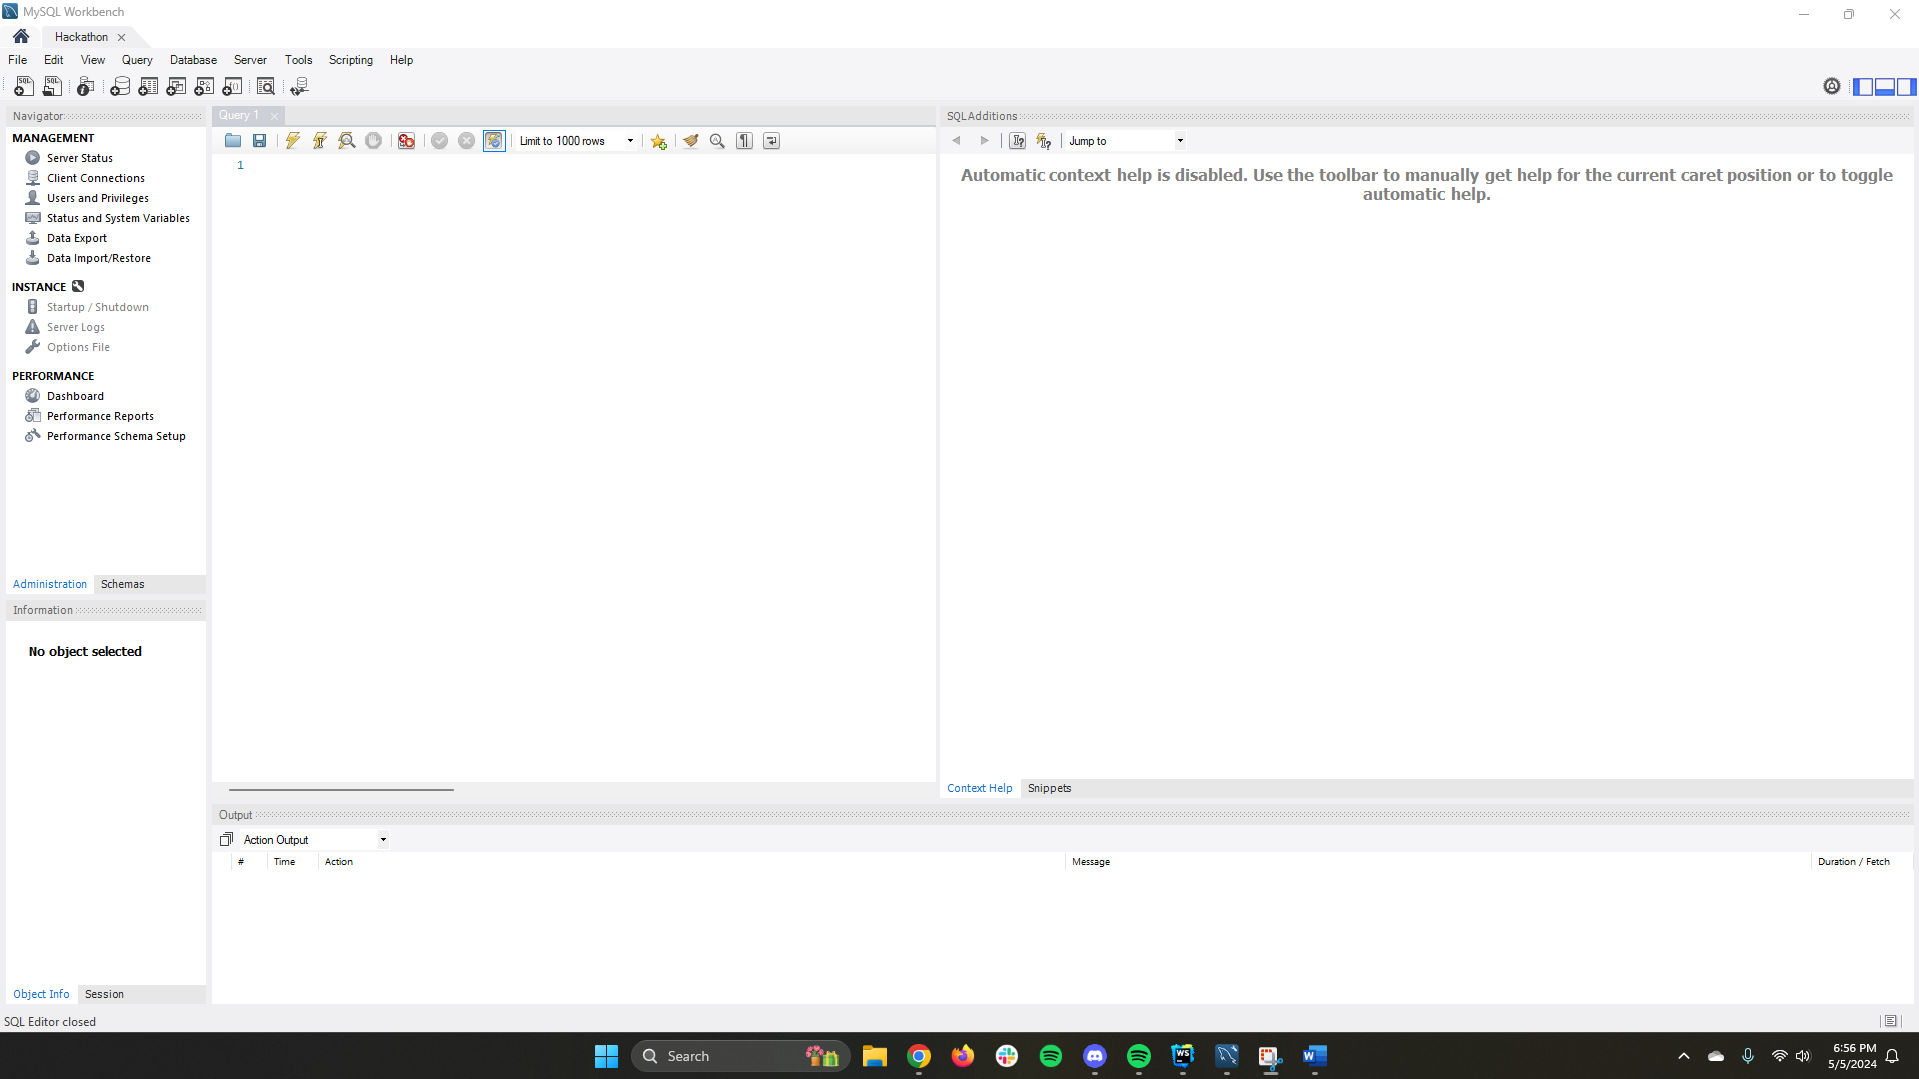 MySQL Workbench
Hackathon
File Edit View Query Database Server Tools Scripting Help
Navigator
MANAGEMENT
Server Status
Client Connections
Users and Privileges
Status and System Variables
Data Export
Data Import/Restore
INSTANCE
Startup / Shutdown
Server Logs
Options File
PERFORMANCE
Dashboard
Performance Reports
Performance Schema Setup
Administration Schemas
Information
No object selected
Object Info Session
Query 1
Limit to 1000 rows
1
SQLAdditions
Jump to
Automatic context help is disabled. Use the toolbar to manually get help for the current caret position or to toggle
automatic help.
Context Help Snippets
Output
Action Output
# Time Action Message Duration / Fetch
SQL Editor closed
Search
6:56 PM
5/5/2024